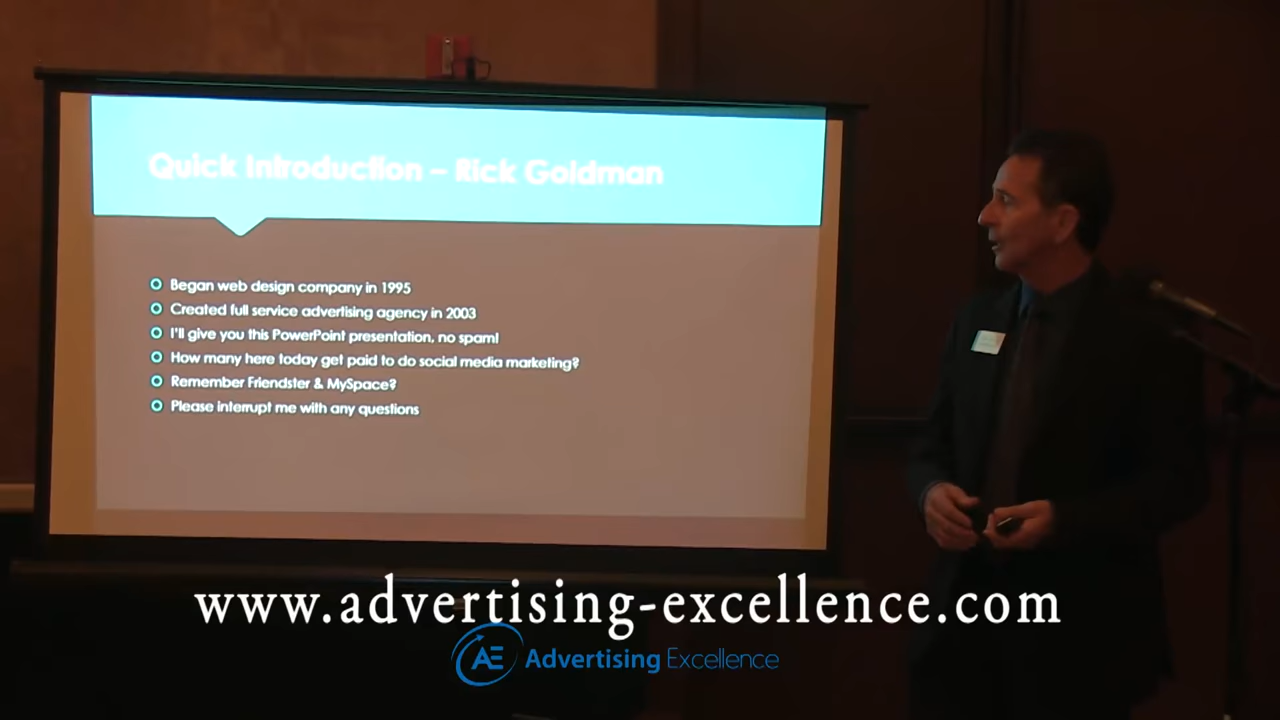 Quick Introduction – Rick Goldman
Began web design company in 1995
Created full service advertising agency in 2003
I'll give you this PowerPoint presentation, no spam!
How many here today get paid to do social media marketing?
Remember Friendster & MySpace?
Please interrupt me with any questions
www.advertising-excellence.com
AE Advertising Excellence